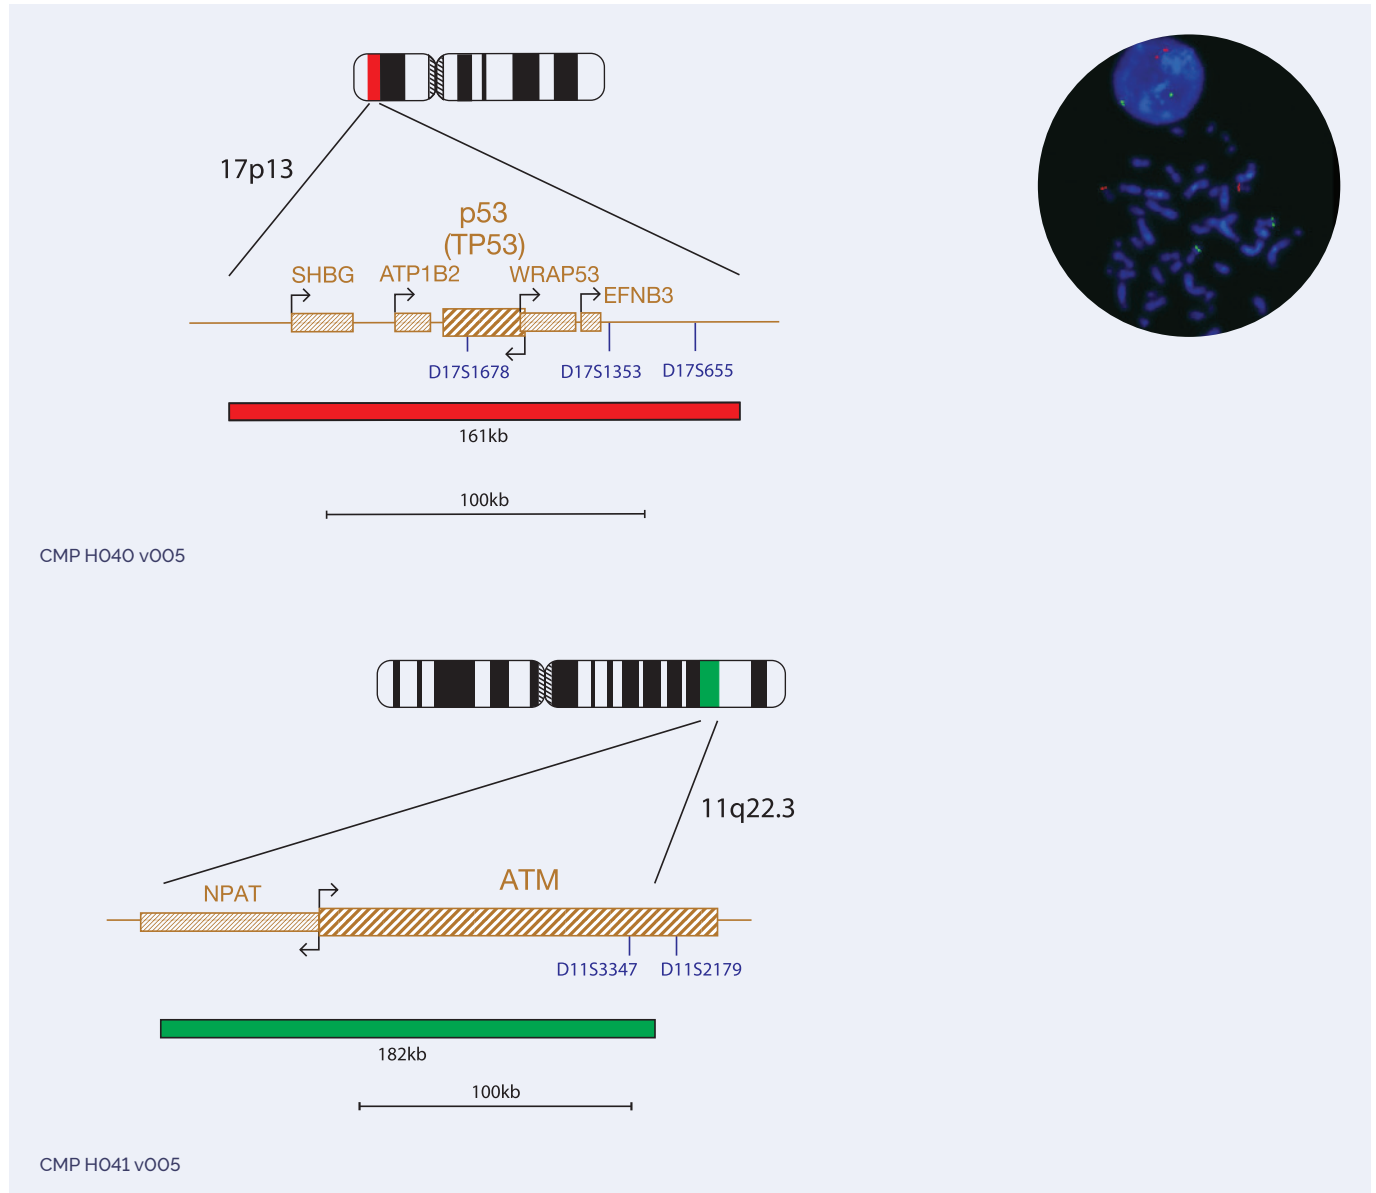 17p13
p53
(TP53)
SHBG
ATP1B2
WRAP53
EFNB3
D17S1678
D17S1353
D17S655
161kb
100kb
CMP H040 v005
11q22.3
NPAT
ATM
D11S3347
D11S2179
182kb
100kb
CMP H041 v005